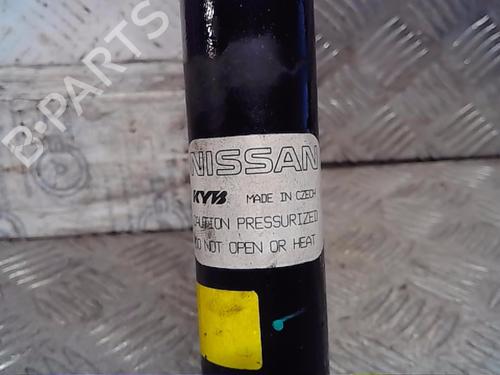 B-PARTS
NISSAN
KYB MADE IN CZECH
CAUTION PRESSURIZED
DO NOT OPEN OR HEAT